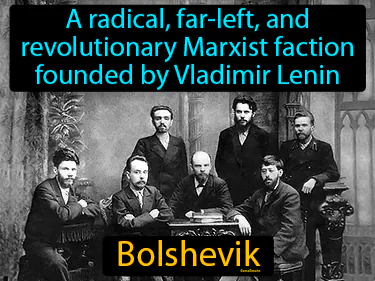 A radical, far-left, and
revolutionary Marxist faction
founded by Vladimir Lenin
Bolshevik